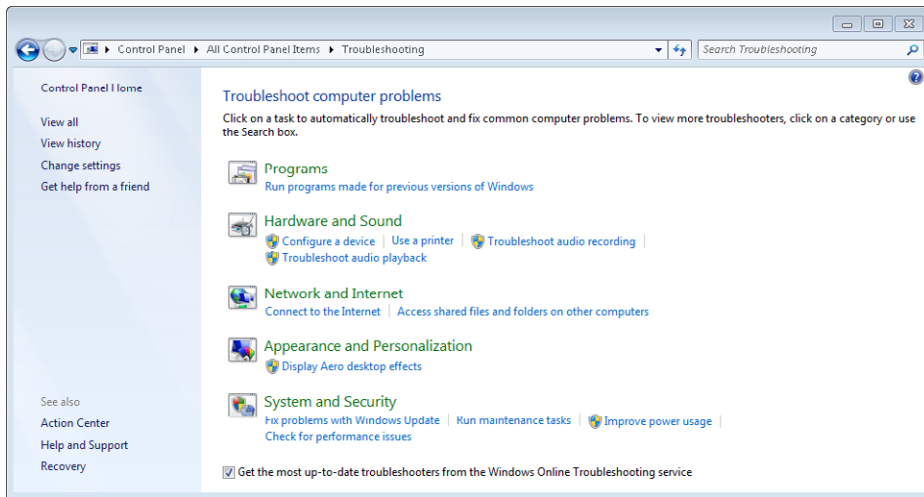 Control Panel All Control Panel Items Troubleshooting Search Troubleshooting
Control Panel Home
View all
View history
Change settings
Get help from a friend
See also
Action Center
Help and Support
Recovery
Troubleshoot computer problems
Click on a task to automatically troubleshoot and fix common computer problems. To view more troubleshooters, click on a category or use
the Search box.
Programs
Run programs made for previous versions of Windows
Hardware and Sound
Configure a device Use a printer Troubleshoot audio recording
Troubleshoot audio playback
Network and Internet
Connect to the Internet Access shared files and folders on other computers
Appearance and Personalization
Display Aero desktop effects
System and Security
Fix problems with Windows Update Run maintenance tasks Improve power usage
Check for performance issues
Get the most up-to-date troubleshooters from the Windows Online Troubleshooting service